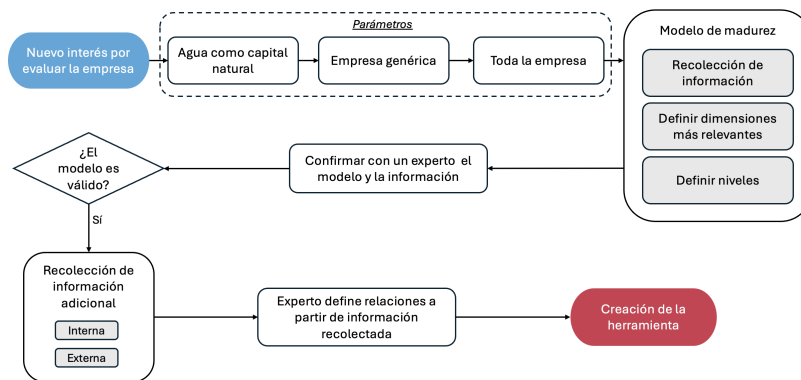 Parámetros
Nuevo interés por
evaluar la empresa
Agua como capital
natural
Empresa genérica
Toda la empresa
Modelo de madurez
Recolección de
información
Definir dimensiones
más relevantes
Definir niveles
Confirmar con un experto el
modelo y la información
¿El
modelo es
válido?
Sí
Recolección de
información
adicional
Interna
Externa
Experto define relaciones a
partir de información
recolectada
Creación de la
herramienta